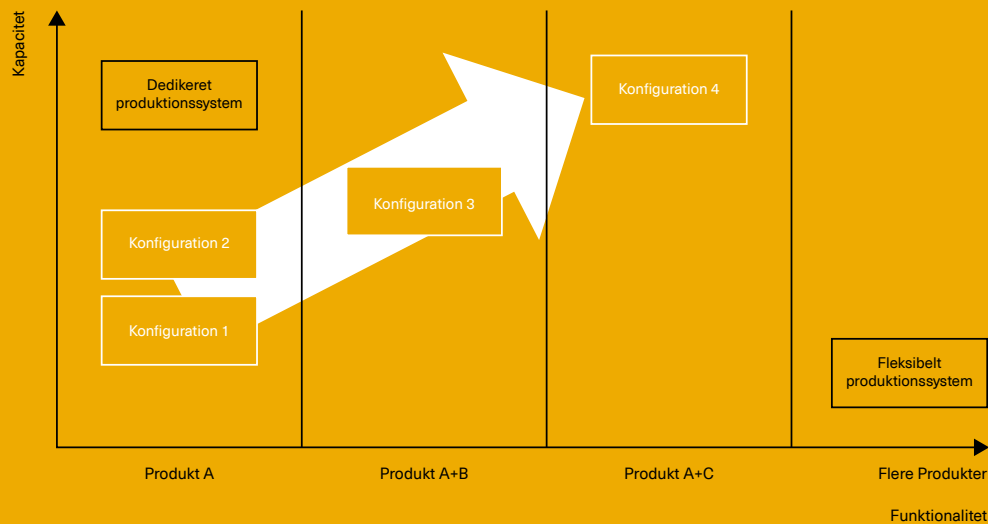 Kapacitet
Dedikeret
produktionssystem
Konfiguration 4
Konfiguration 3
Konfiguration 2
Konfiguration 1
Fleksibelt
produktionssystem
Produkt A
Produkt A+B
Produkt A+C
Flere Produkter
Funktionalitet